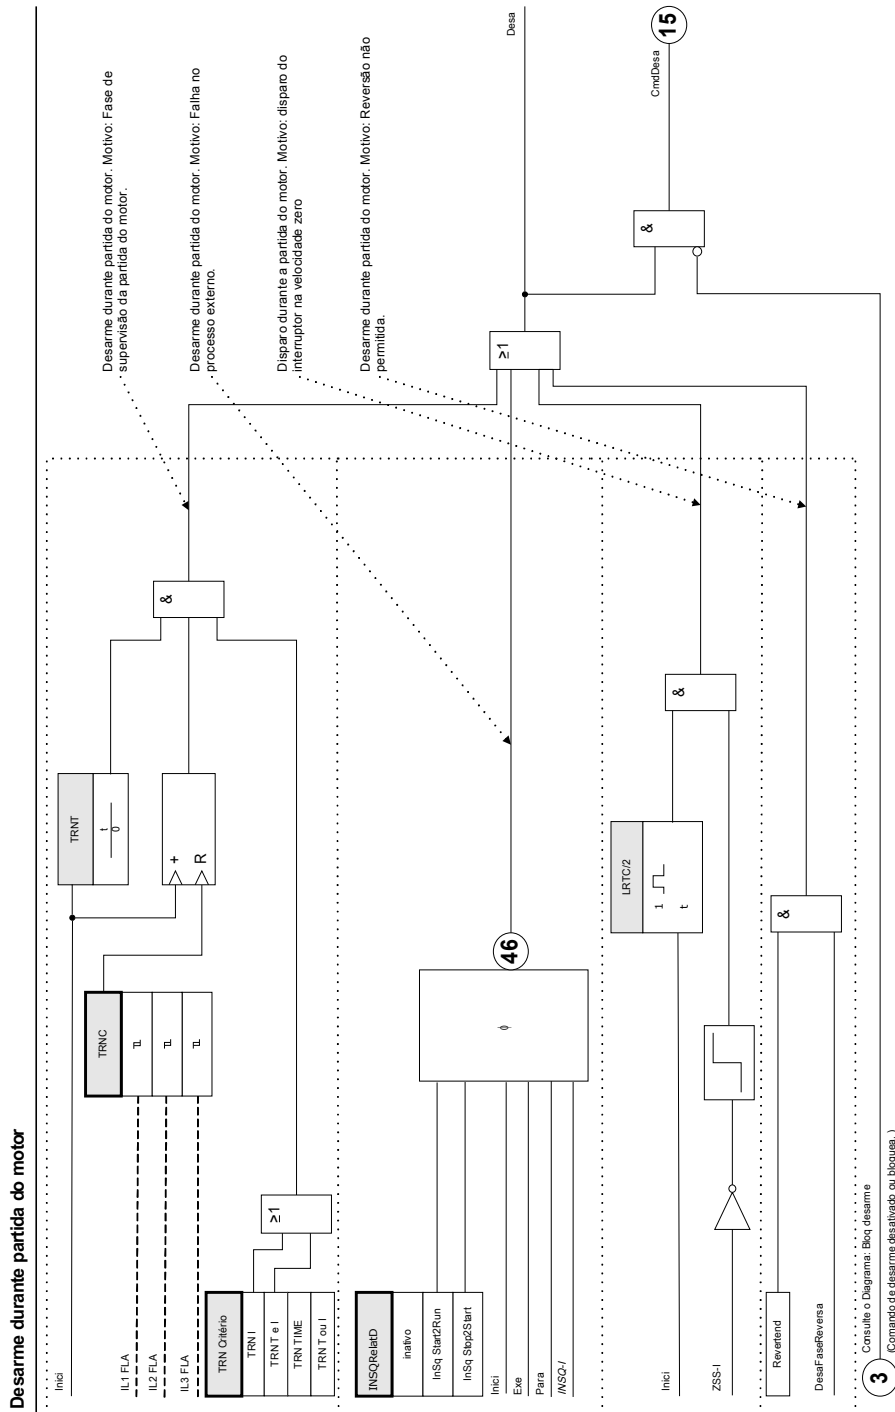 Desarme durante partida do motor
Inici
IL1 FLA
IL2 FLA
IL3 FLA
TRNC
TRNT
t
0
+
R
TRN Critério
TRN I
TRN T e I
TRN TIME
TRN T ou I
≥1
&
Desarme durante partida do motor. Motivo: Fase de
supervisão da partida do motor.
INSQRelatD
inativo
InSq Start2Run
InSq Stop2Start
Inici
Exe
Para
INSQ-I
46
Desarme durante partida do motor. Motivo: Falha no
processo externo.
Inici
ZSS-I
LRTC/2
1
t
&
Disparo durante a partida do motor. Motivo: disparo do
interruptor na velocidade zero
Revertend
DesaFaseReversa
&
Desarme durante partida do motor. Motivo: Reversão não
permitida.
≥1
&
Desa
CmdDesa
15
3
Consulte o Diagrama: Bloq desarme
(Comando de desarme desativado ou bloquea. )